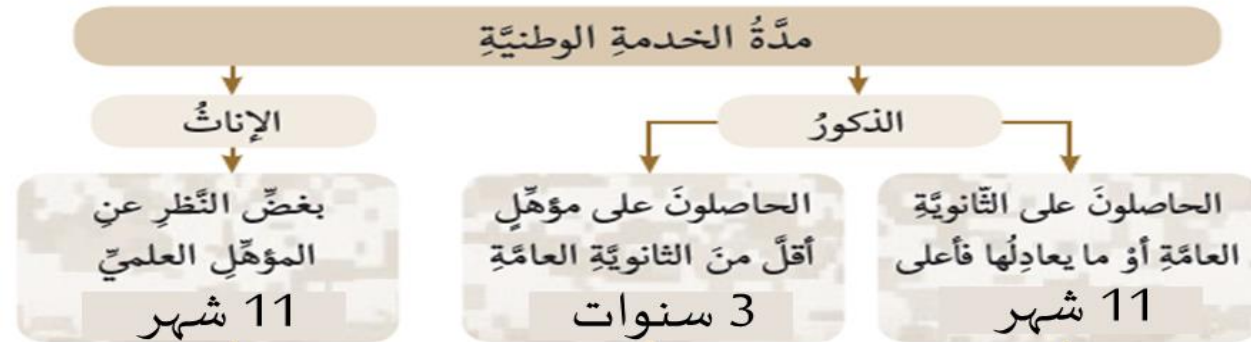 مدَّةُ الخدمةِ الوطنيَّةِ
الذكورُ
الإناثُ
الحاصلونَ على الثّانويَّةِ
العامَّةِ أوْ ما يعادِلُها فأعلى
11 شهر
الحاصلونَ على مؤهِّلٍ
أقلَّ منَ الثانويَّةِ العامَّةِ
3 سنوات
بغضِّ النَّظرِ عنِ
المؤهِّلِ العلميِّ
11 شهر